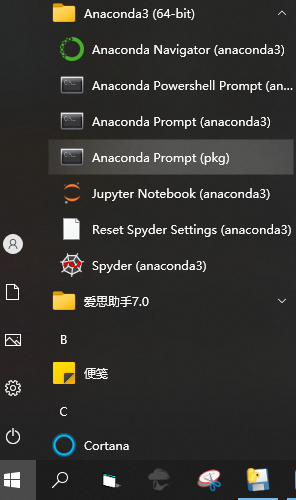 Anaconda3 (64-bit)
Anaconda Navigator (anaconda3)
Anaconda Powershell Prompt (an...
Anaconda Prompt (anaconda3)
Anaconda Prompt (pkg)
Jupyter Notebook (anaconda3)
Reset Spyder Settings (anaconda3)
Spyder (anaconda3)
爱思助手7.0
B
便笺
C
Cortana